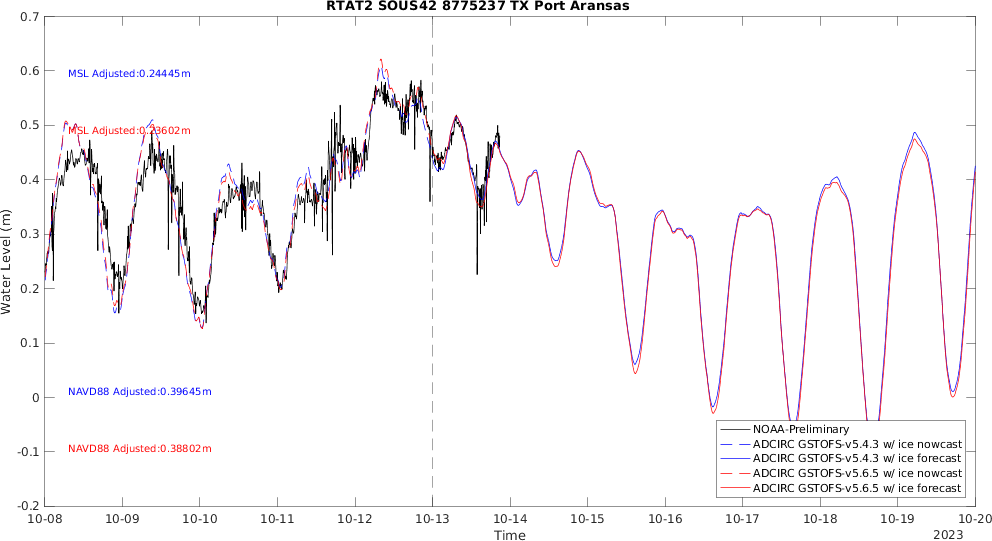 RTAT2 SOUS42 8775237 TX Port Aransas
0.7
0.6
0.5
0.4
0.3
0.2
0.1
0
-0.1
-0.2
Water Level (m)
MSL Adjusted:0.24445m
MSL Adjusted:0.23602m
NAVD88 Adjusted:0.39645m
NAVD88 Adjusted:0.38802m
NOAA-Preliminary
ADCIRC GSTOFS-v5.4.3 w/ ice nowcast
ADCIRC GSTOFS-v5.4.3 w/ ice forecast
ADCIRC GSTOFS-v5.6.5 w/ ice nowcast
ADCIRC GSTOFS-v5.6.5 w/ ice forecast
10-08 10-09 10-10 10-11 10-12 10-13 10-14 10-15 10-16 10-17 10-18 10-19 10-20
Time
2023